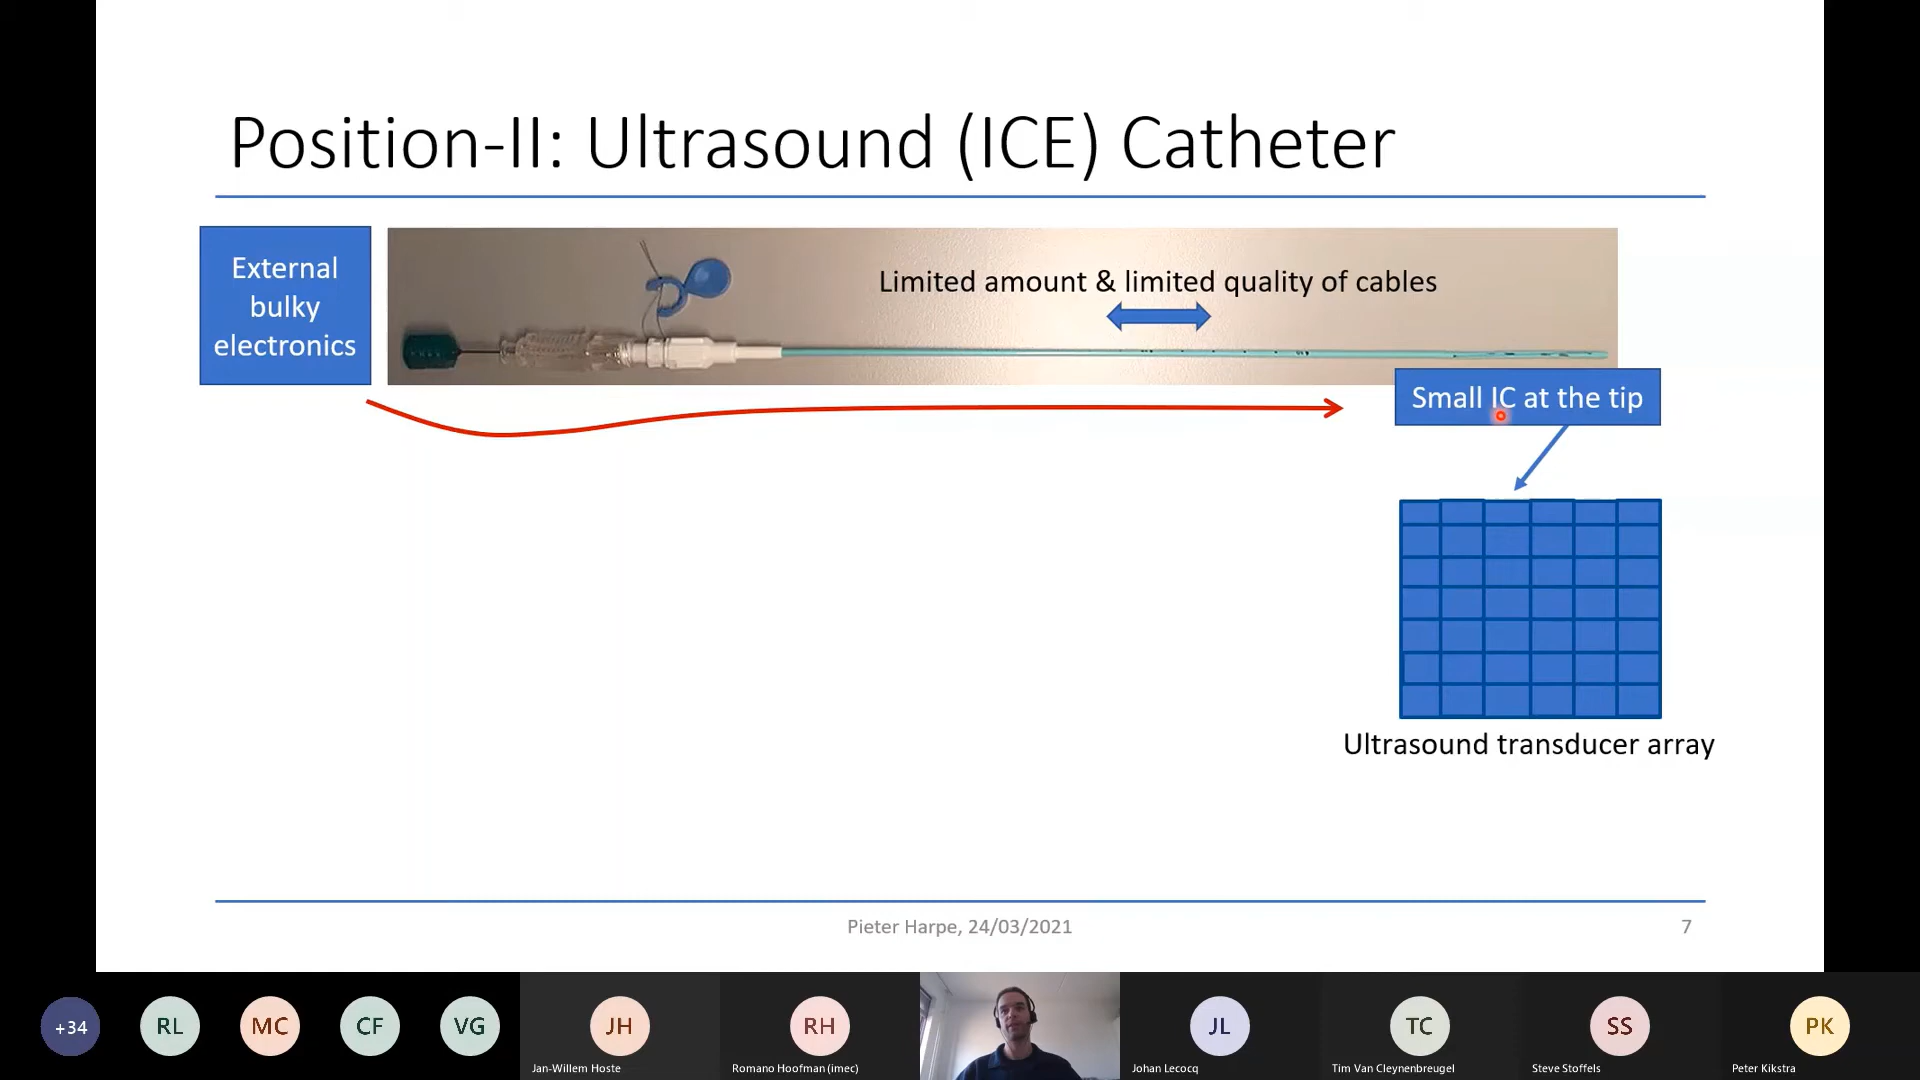 Position-II: Ultrasound (ICE) Catheter
External
bulky
electronics
Limited amount & limited quality of cables
Small IC at the tip
Ultrasound transducer array
Pieter Harpe, 24/03/2021
7
+34
RL
MC
CF
VG
JH
Jan-Willem Hoste
RH
Romano Hoofman (imec)
JL
Johan Lecocq
TC
Tim Van Cleynenbreugel
SS
Steve Stoffels
PK
Peter Kikstra